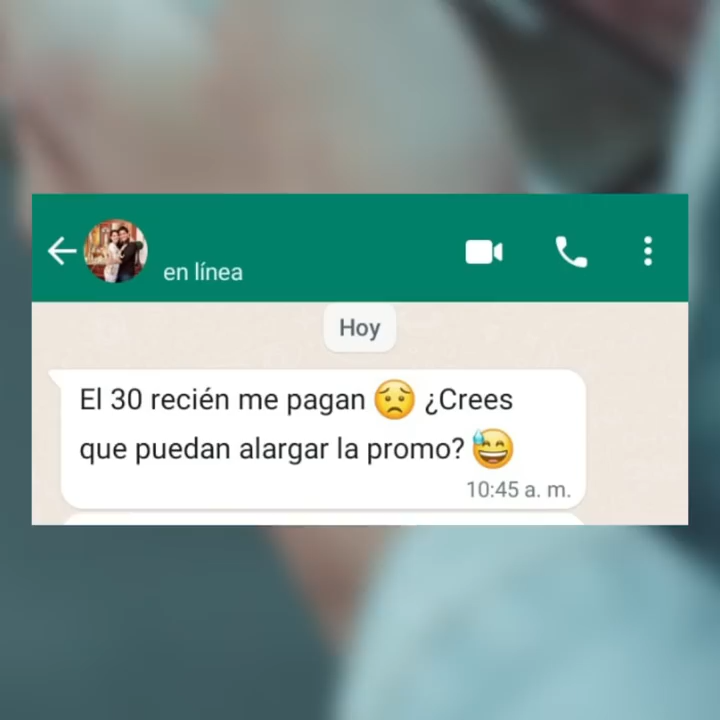 en línea
Hoy
El 30 recién me pagan 😟 ¿Crees
que puedan alargar la promo? 😅
10:45 a. m.